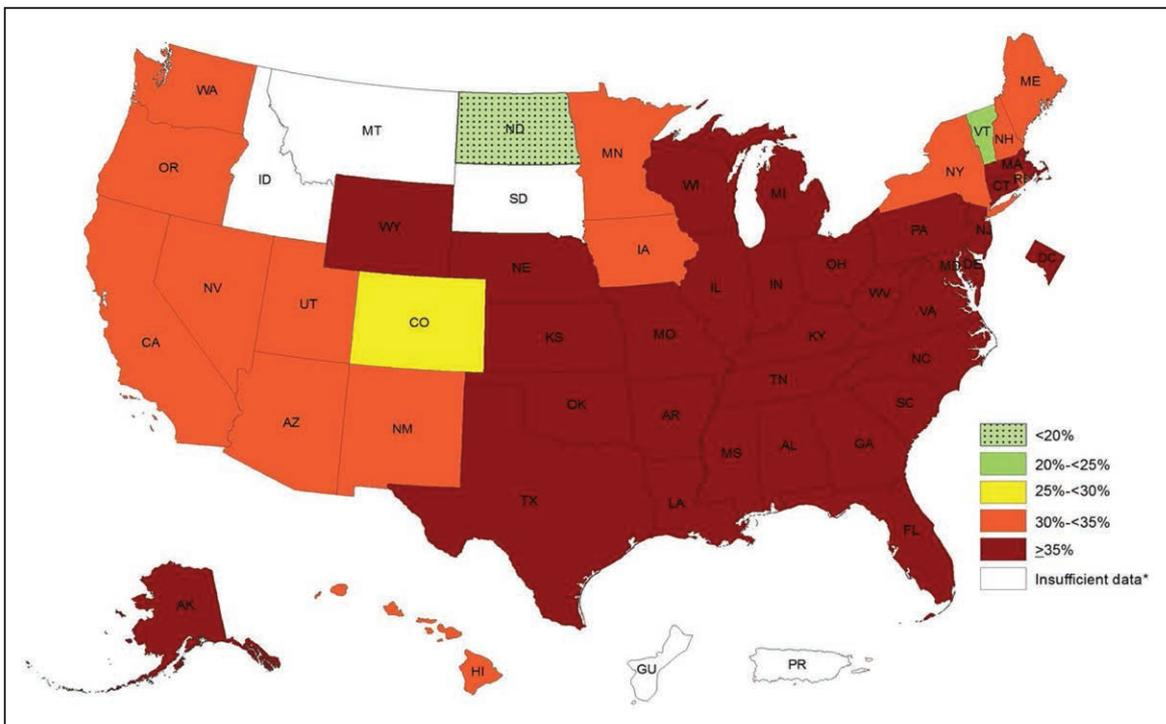 WA
MT
ND
MN
ME
VT
NH
OR
ID
SD
WI
MI
NY
MA
CT
RI
WY
IA
PA
NJ
NE
IL
IN
OH
MD
DE
DC
NV
UT
CO
KS
MO
KY
WV
VA
CA
AZ
NM
OK
AR
TN
NC
SC
TX
LA
MS
AL
GA
FL
<20%
20%-<25%
25%-<30%
30%-<35%
≥35%
Insufficient data*
AK
HI
GU
PR